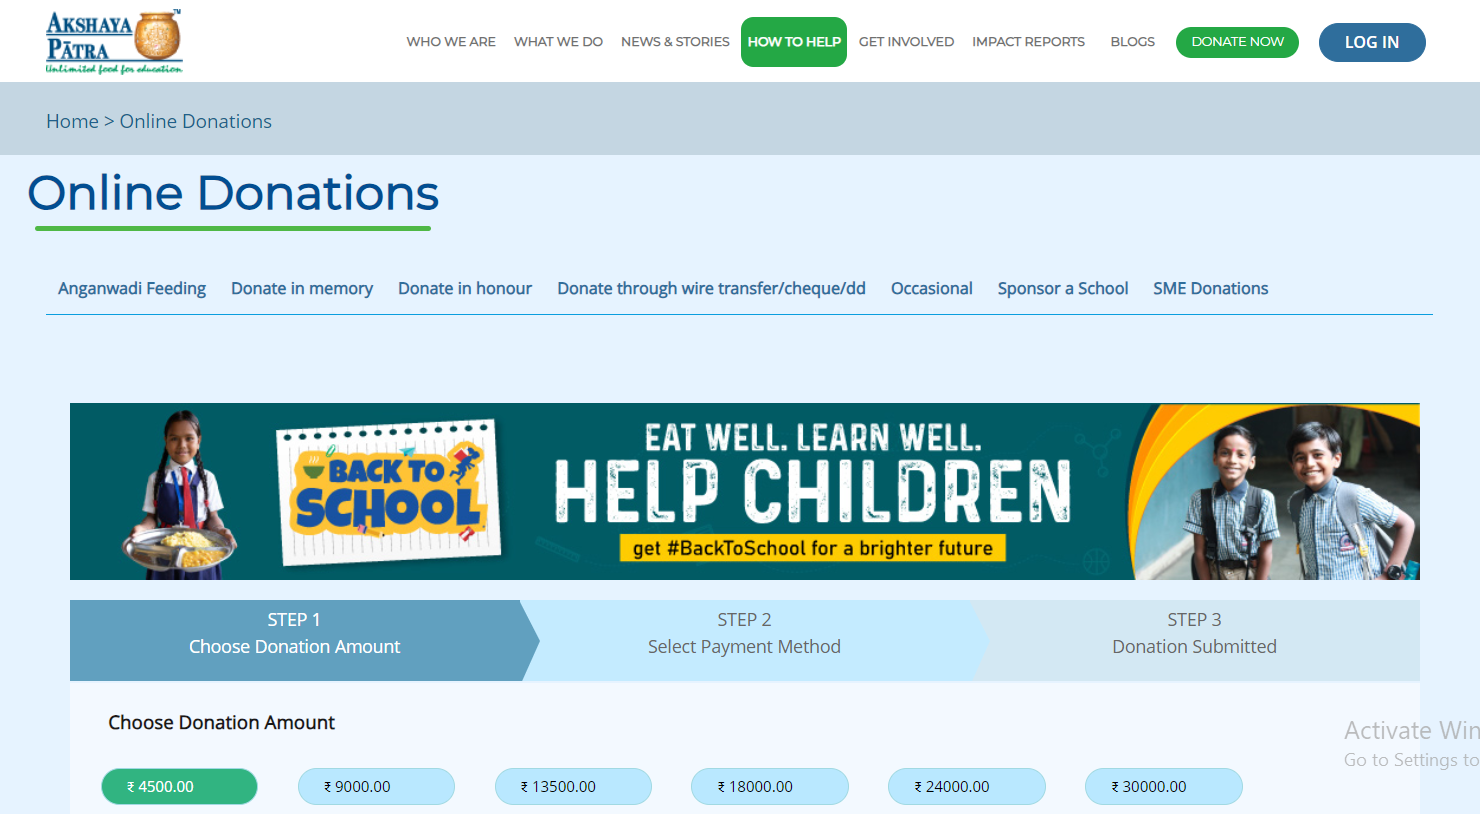 AKSHAYA
PĀTRA
TM
Unlimited food for education
WHO WE ARE WHAT WE DO NEWS & STORIES HOW TO HELP GET INVOLVED IMPACT REPORTS BLOGS DONATE NOW LOG IN
Home > Online Donations
Online Donations
Anganwadi Feeding Donate in memory Donate in honour Donate through wire transfer/cheque/dd Occasional Sponsor a School SME Donations
BACK TO
SCHOOL
EAT WELL. LEARN WELL.
HELP CHILDREN
get #BackToSchool for a brighter future
STEP 1
Choose Donation Amount
STEP 2
Select Payment Method
STEP 3
Donation Submitted
Choose Donation Amount
₹ 4500.00 ₹ 9000.00 ₹ 13500.00 ₹ 18000.00 ₹ 24000.00 ₹ 30000.00
Activate Win
Go to Settings to